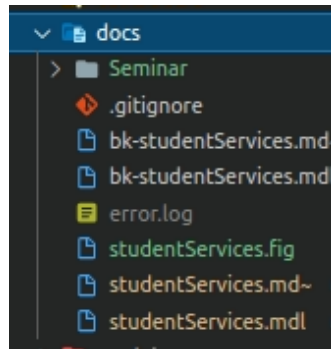 docs
Seminar
.gitignore
bk-studentServices.md
bk-studentServices.md
error.log
studentServices.fig
studentServices.md~
studentServices.mdl